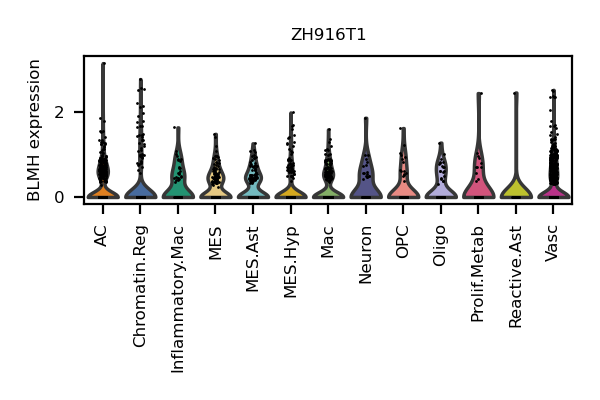 ZH916T1
BLMH expression
2
0
AC
Chromatin.Reg
Inflammatory.Mac
MES
MES.Ast
MES.Hyp
Mac
Neuron
OPC
Oligo
Prolif.Metab
Reactive.Ast
Vasc